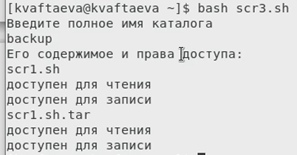 [kvaftaeva@kvaftaeva ~]$ bash scr3.sh
Введите полное имя каталога
backup
Его содержимое и права доступа:
scr1.sh
доступен для чтения
доступен для записи
scr1.sh.tar
доступен для чтения
доступен для записи